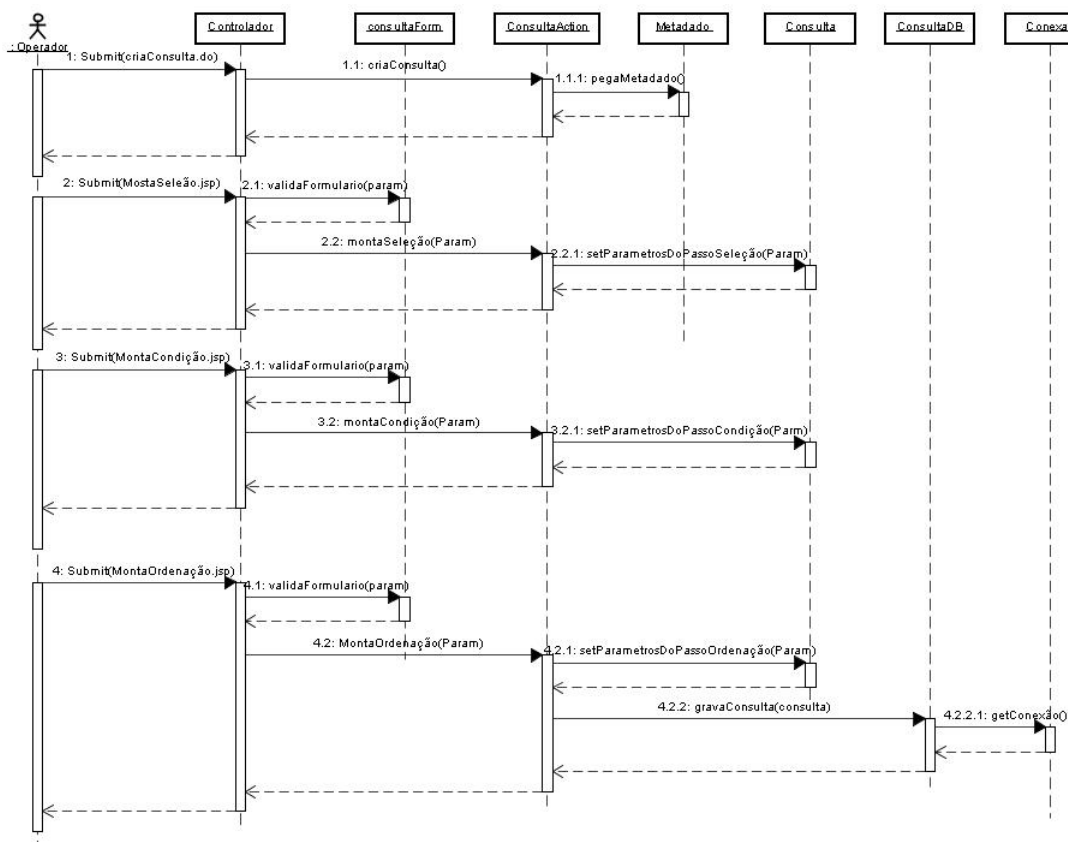 Controlador
consultaForm
ConsultaAction
Metadado
Consulta
ConsultaDB
Conexa
: Operador
1: Submit(criaConsulta.do)
1.1: criaConsulta()
1.1.1: pegaMetadado()
2: Submit(MostaSeleão.jsp)
2.1: validaFormulario(param)
2.2: montaSeleção(Param)
2.2.1: setParametrosDoPassoSeleção(Param)
3: Submit(MontaCondição.jsp)
3.1: validaFormulario(param)
3.2: montaCondição(Param)
3.2.1: setParametrosDoPassoCondição(Parm)
4: Submit(MontaOrdenação.jsp)
4.1: validaFormulario(param)
4.2: MontaOrdenação(Param)
4.2.1: setParametrosDoPassoOrdenação(Param)
4.2.2: gravaConsulta(consulta)
4.2.2.1: getConexão()